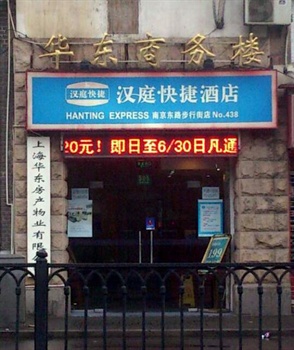 华东商务楼
汉庭快捷 汉庭快捷酒店
HANTING EXPRESS 南京东路步行街店 No.438
20元！即日至6/30日凡通
上海华东房产物业有限
199